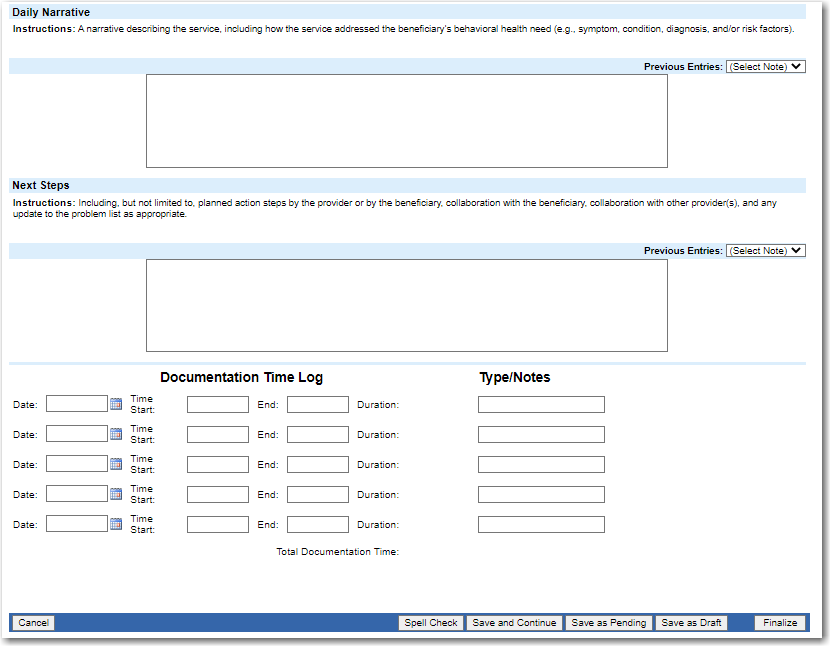 Daily Narrative
Instructions: A narrative describing the service, including how the service addressed the beneficiary's behavioral health need (e.g., symptom, condition, diagnosis, and/or risk factors).
Previous Entries: (Select Note)
Next Steps
Instructions: Including, but not limited to, planned action steps by the provider or by the beneficiary, collaboration with the beneficiary, collaboration with other provider(s), and any
update to the problem list as appropriate.
Previous Entries: (Select Note)
Documentation Time Log Type/Notes
Date: Time Start: End: Duration:
Date: Time Start: End: Duration:
Date: Time Start: End: Duration:
Date: Time Start: End: Duration:
Date: Time Start: End: Duration:
Total Documentation Time:
Cancel Spell Check Save and Continue Save as Pending Save as Draft Finalize